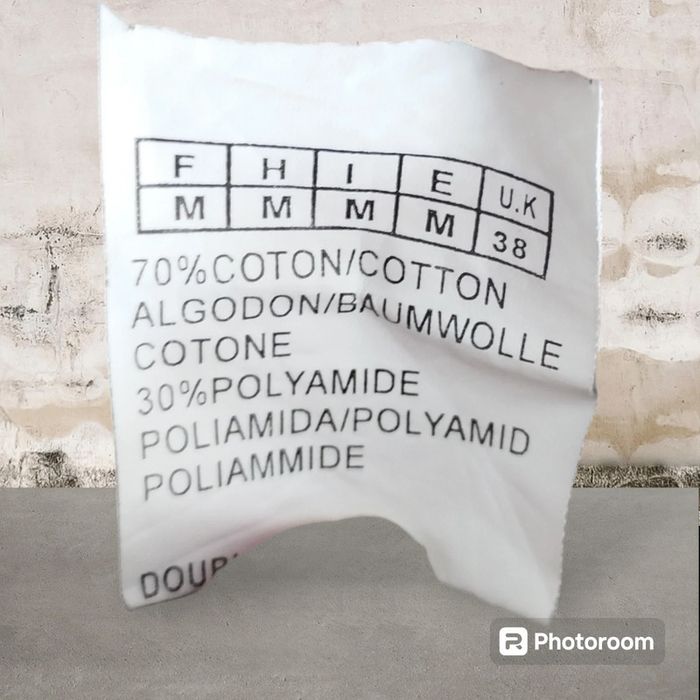 F H I E U.K
M M M M 38
70%COTON/COTTON
ALGODON/BAUMWOLLE
COTONE
30%POLYAMIDE
POLIAMIDA/POLYAMID
POLIAMMIDE
Photoroom